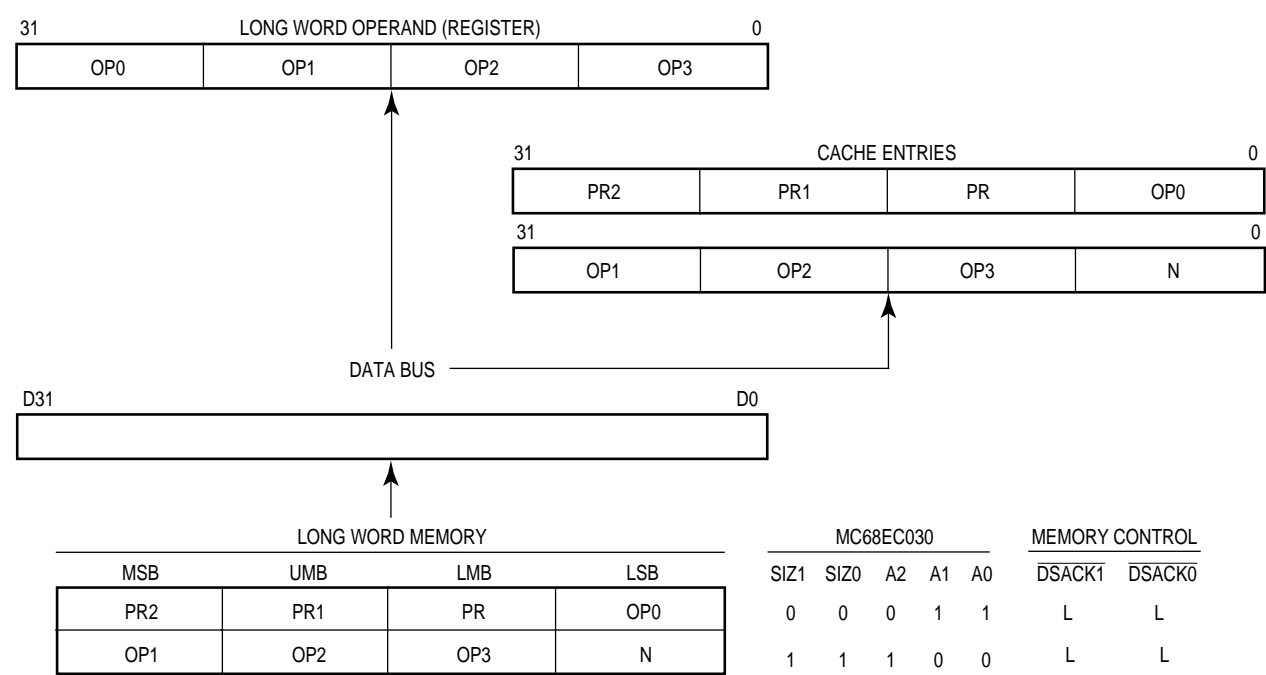 31 LONG WORD OPERAND (REGISTER) 0
OP0 OP1 OP2 OP3
31 CACHE ENTRIES 0
PR2 PR1 PR OP0
31 0
OP1 OP2 OP3 N
DATA BUS
D31 D0
LONG WORD MEMORY MC68EC030 MEMORY CONTROL
MSB UMB LMB LSB SIZ1 SIZ0 A2 A1 A0 DSACK1 DSACK0
PR2 PR1 PR OP0 0 0 0 1 1 L L
OP1 OP2 OP3 N 1 1 1 0 0 L L